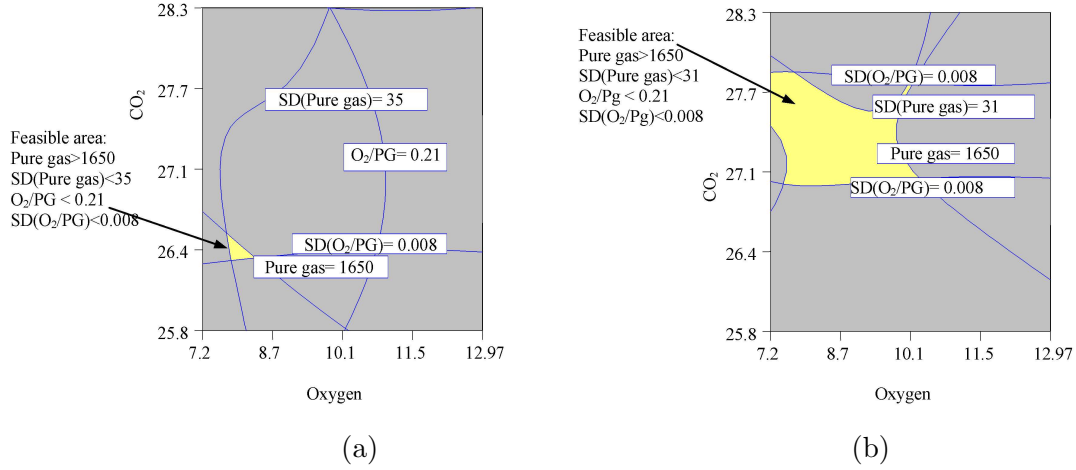 28.3
27.7
27.1
26.4
25.8
CO₂
7.2
8.7
10.1
11.5
12.97
Oxygen
SD(Pure gas)= 35
O₂/PG= 0.21
SD(O₂/PG)= 0.008
Pure gas= 1650
Feasible area:
Pure gas>1650
SD(Pure gas)<35
O₂/PG < 0.21
SD(O₂/PG)<0.008
(a)
Feasible area:
Pure gas>1650
SD(Pure gas)<31
O₂/Pg < 0.21
SD(O₂/Pg)<0.008
28.3
27.7
27.1
26.4
25.8
CO₂
7.2
8.7
10.1
11.5
12.97
Oxygen
SD(O₂/PG)= 0.008
SD(Pure gas)= 31
Pure gas= 1650
SD(O₂/PG)= 0.008
(b)